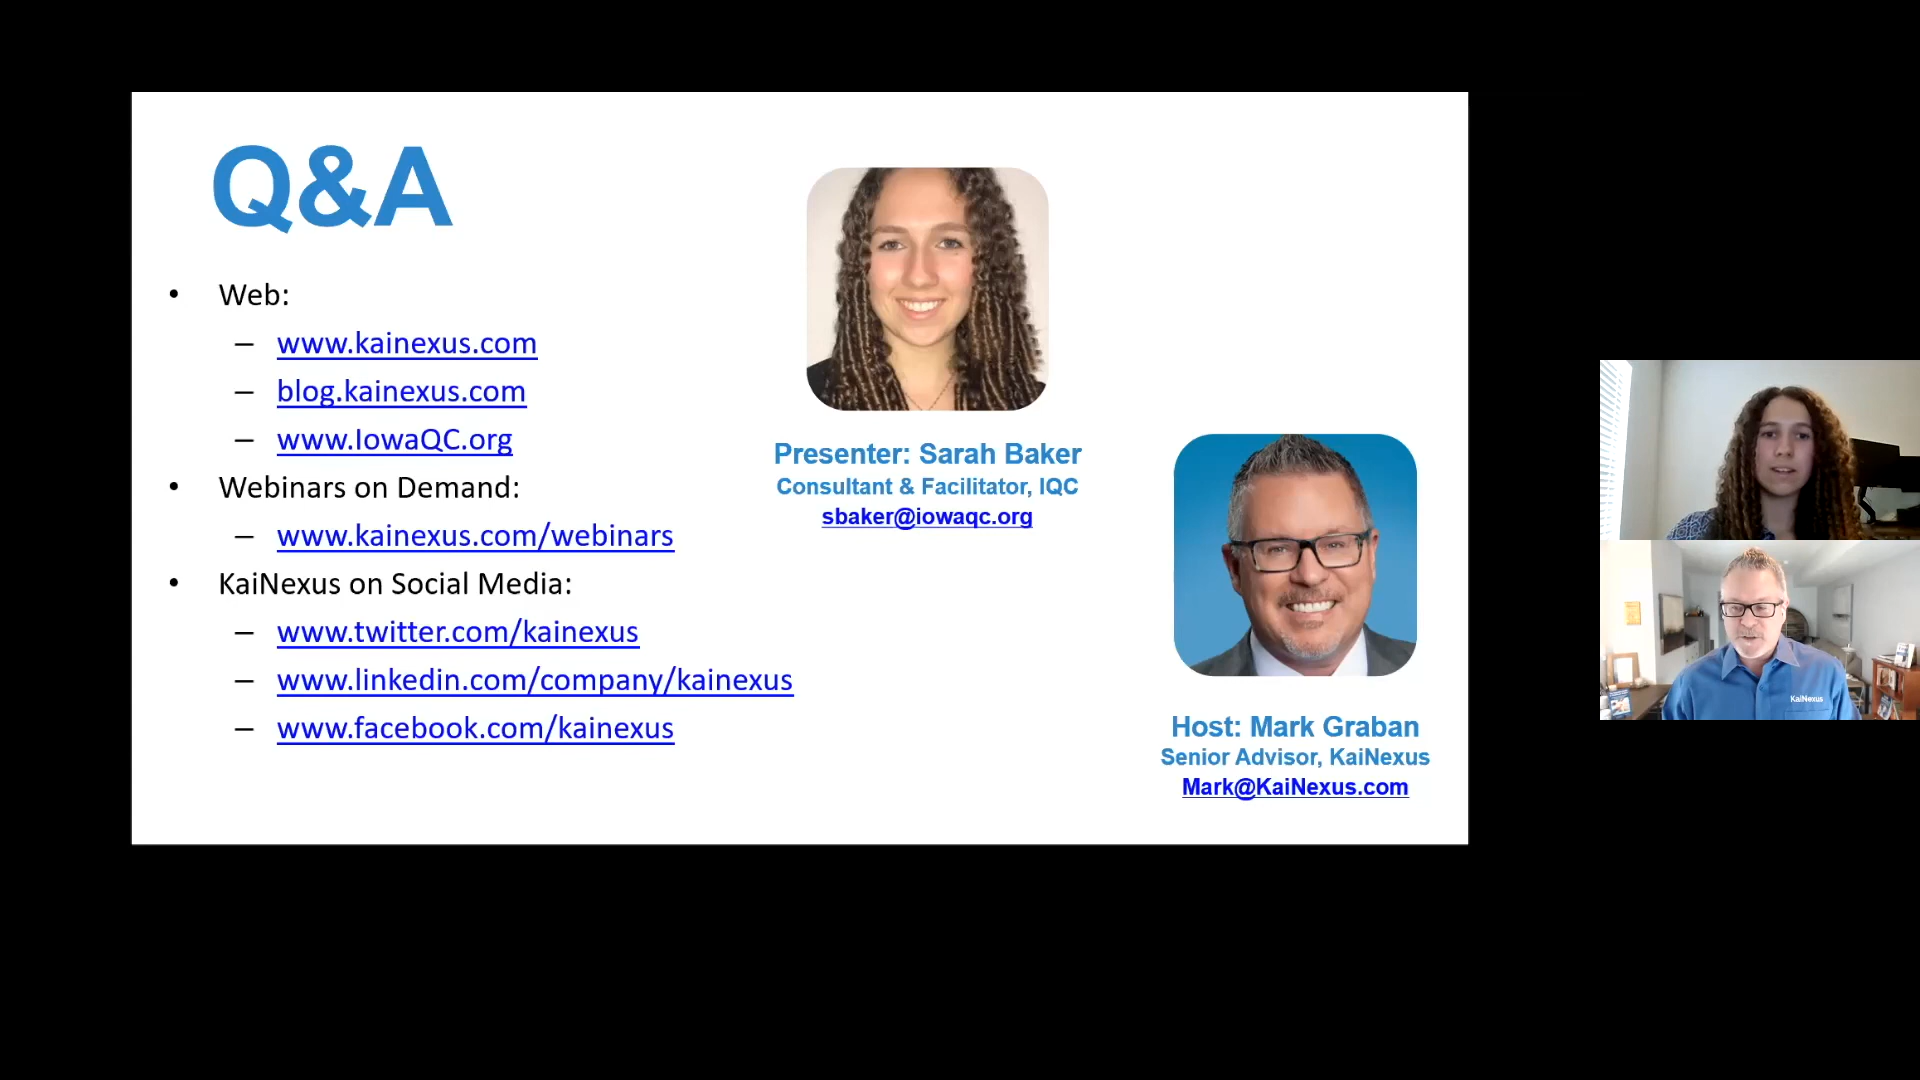 Q&A
• Web:
– www.kainexus.com
– blog.kainexus.com
– www.IowaQC.org
• Webinars on Demand:
– www.kainexus.com/webinars
• KaiNexus on Social Media:
– www.twitter.com/kainexus
– www.linkedin.com/company/kainexus
– www.facebook.com/kainexus
Presenter: Sarah Baker
Consultant & Facilitator, IQC
sbaker@iowaqc.org
Host: Mark Graban
Senior Advisor, KaiNexus
Mark@KaiNexus.com
KaiNexus